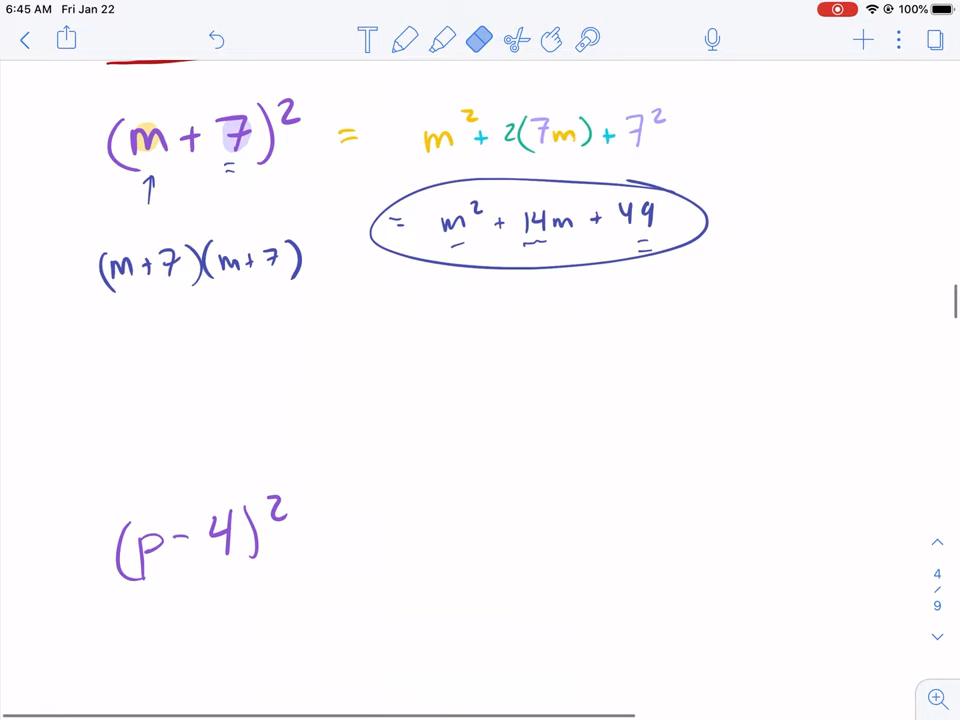 6:45 AM Fri Jan 22
100%
T
(m + 7)² = m² + 2(7m) + 7²
= m² + 14m + 49
(m + 7)(m + 7)
(p - 4)²
4
/
9